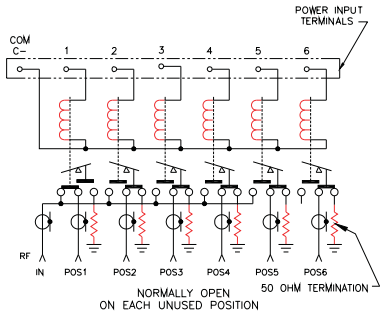 POWER INPUT
TERMINALS
COM
C-
1 2 3 4 5 6
RF
IN POS1 POS2 POS3 POS4 POS5 POS6
50 OHM TERMINATION
NORMALLY OPEN
ON EACH UNUSED POSITION